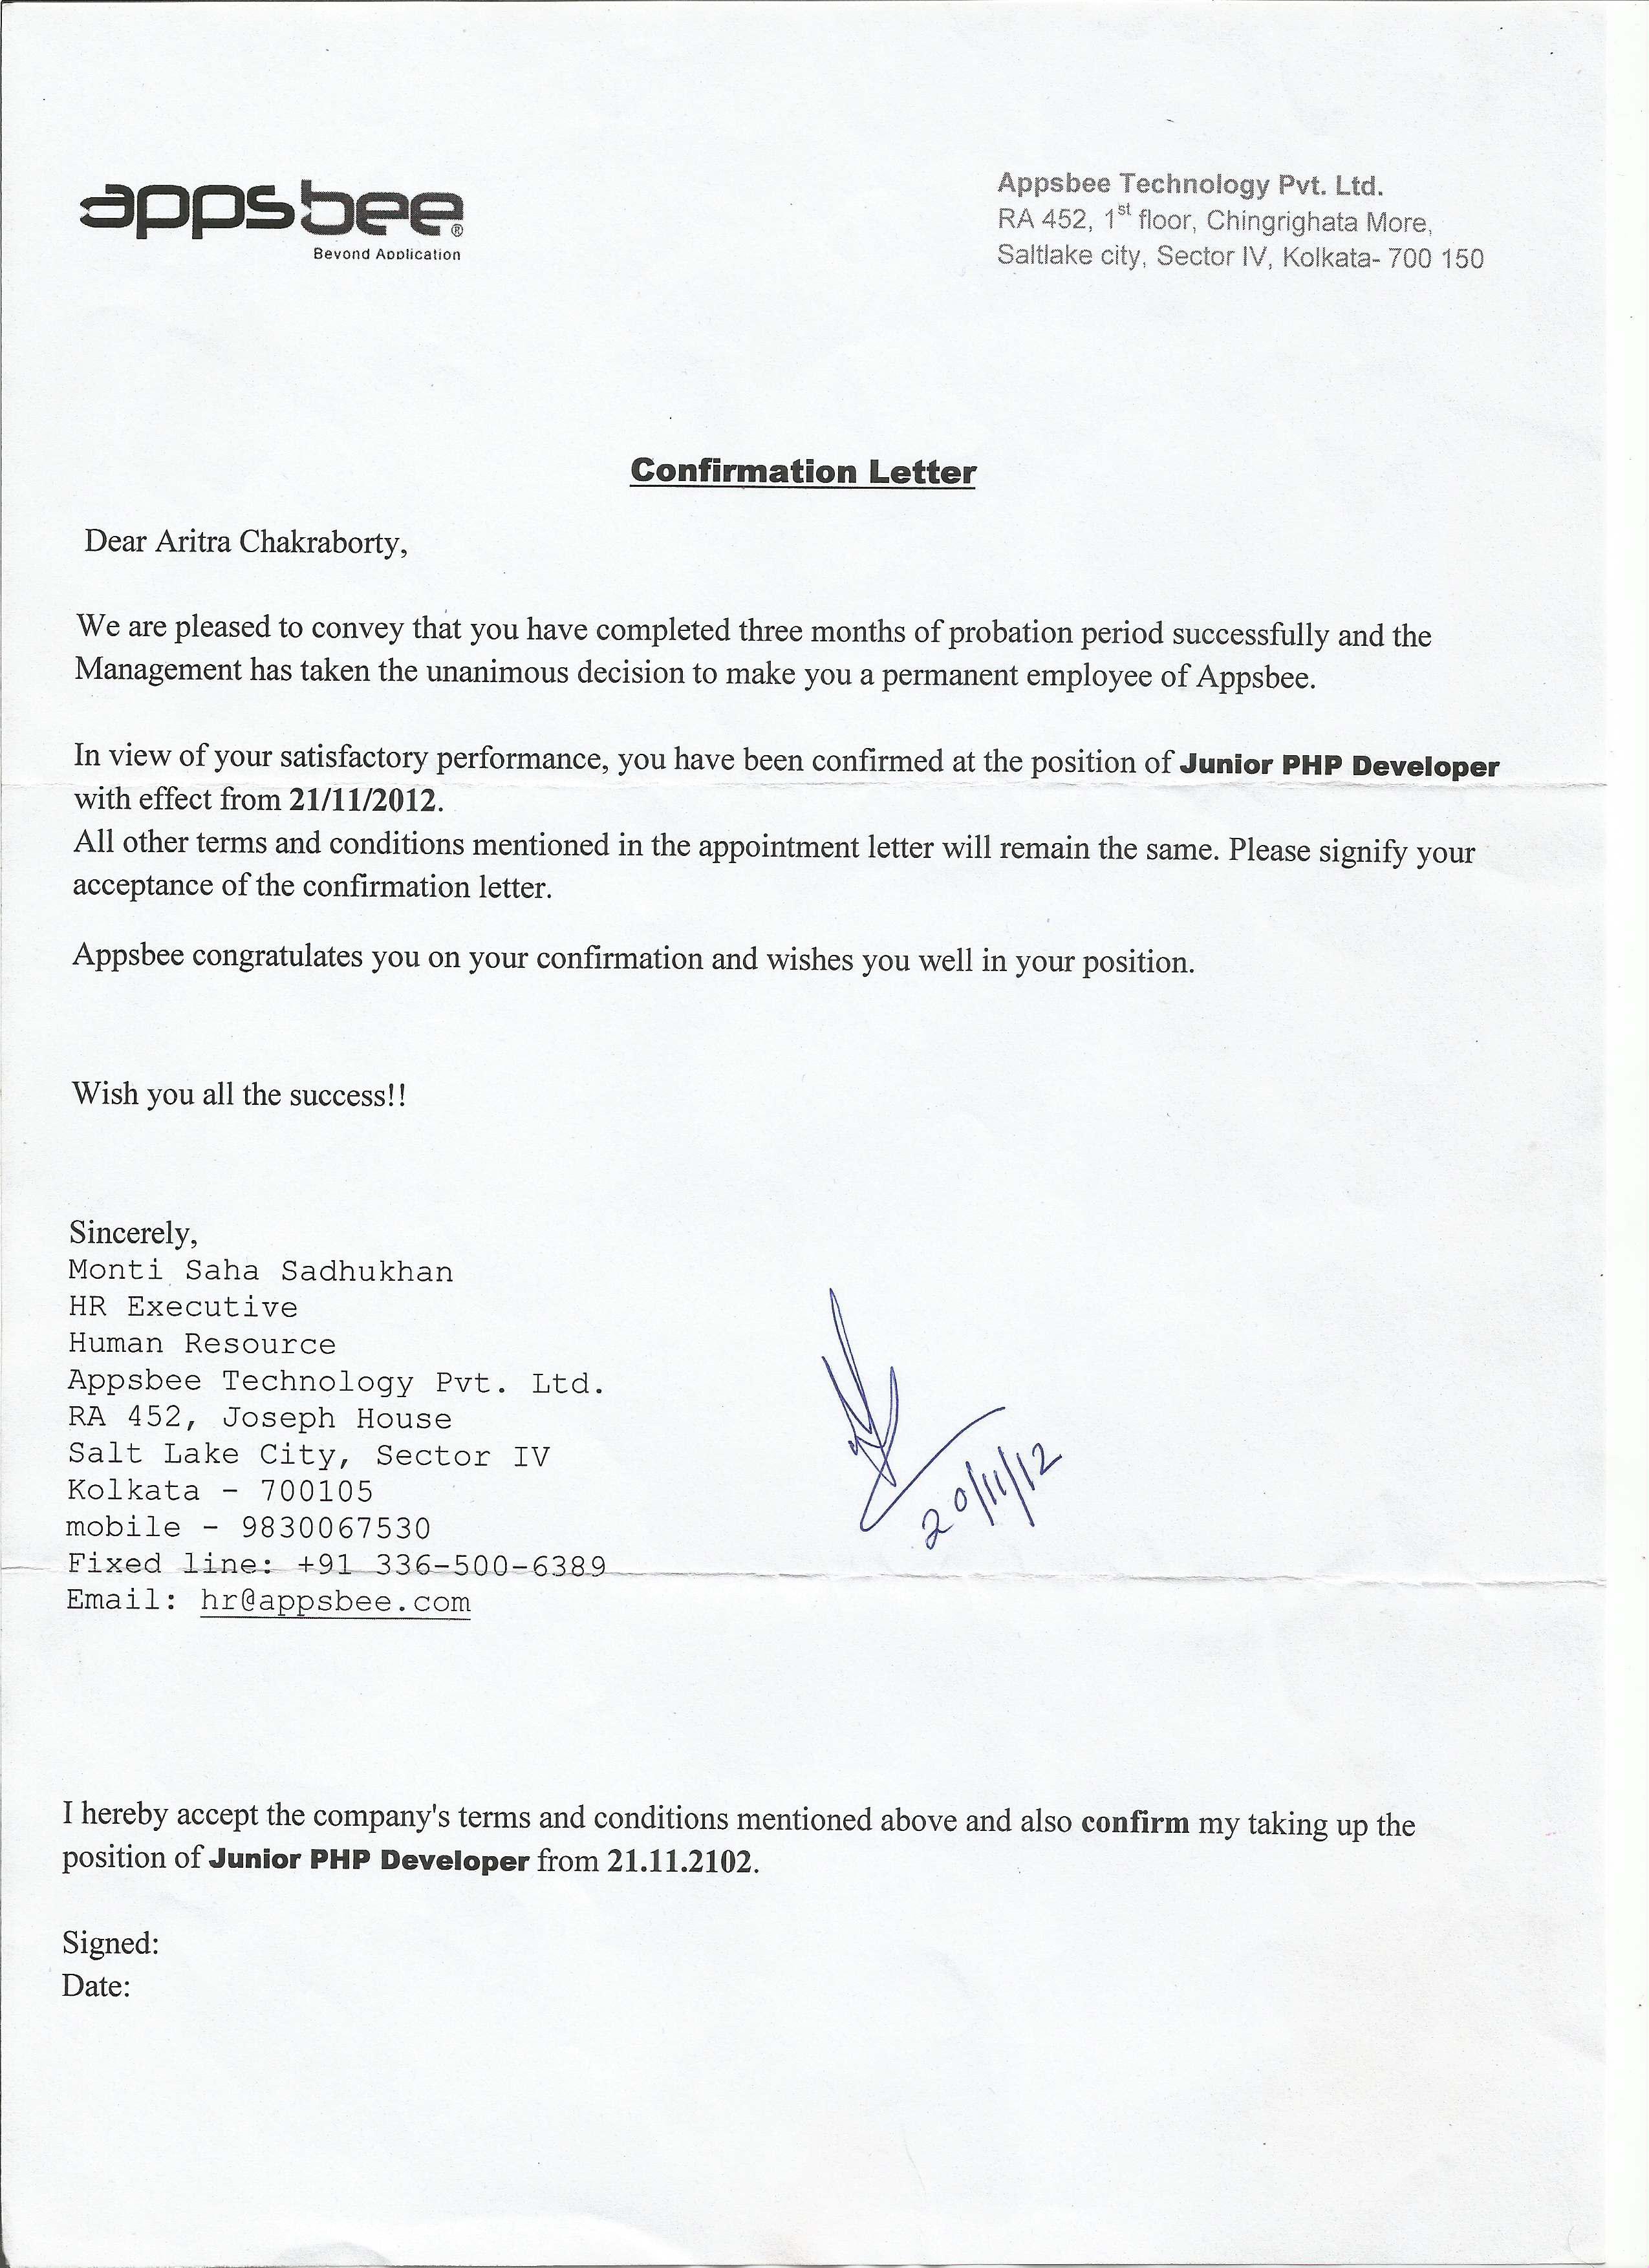 appsbee®
Beyond Application
Appsbee Technology Pvt. Ltd.
RA 452, 1st floor, Chingrighata More,
Saltlake city, Sector IV, Kolkata- 700 150
Confirmation Letter
Dear Aritra Chakraborty,
We are pleased to convey that you have completed three months of probation period successfully and the
Management has taken the unanimous decision to make you a permanent employee of Appsbee.
In view of your satisfactory performance, you have been confirmed at the position of Junior PHP Developer
with effect from 21/11/2012.
All other terms and conditions mentioned in the appointment letter will remain the same. Please signify your
acceptance of the confirmation letter.
Appsbee congratulates you on your confirmation and wishes you well in your position.
Wish you all the success!!
Sincerely,
Monti Saha Sadhukhan
HR Executive
Human Resource
Appsbee Technology Pvt. Ltd.
RA 452, Joseph House
Salt Lake City, Sector IV
Kolkata - 700105
mobile - 9830067530
Fixed line: +91 336-500-6389
Email: hr@appsbee.com
20/11/12
I hereby accept the company's terms and conditions mentioned above and also confirm my taking up the
position of Junior PHP Developer from 21.11.2102.
Signed:
Date: